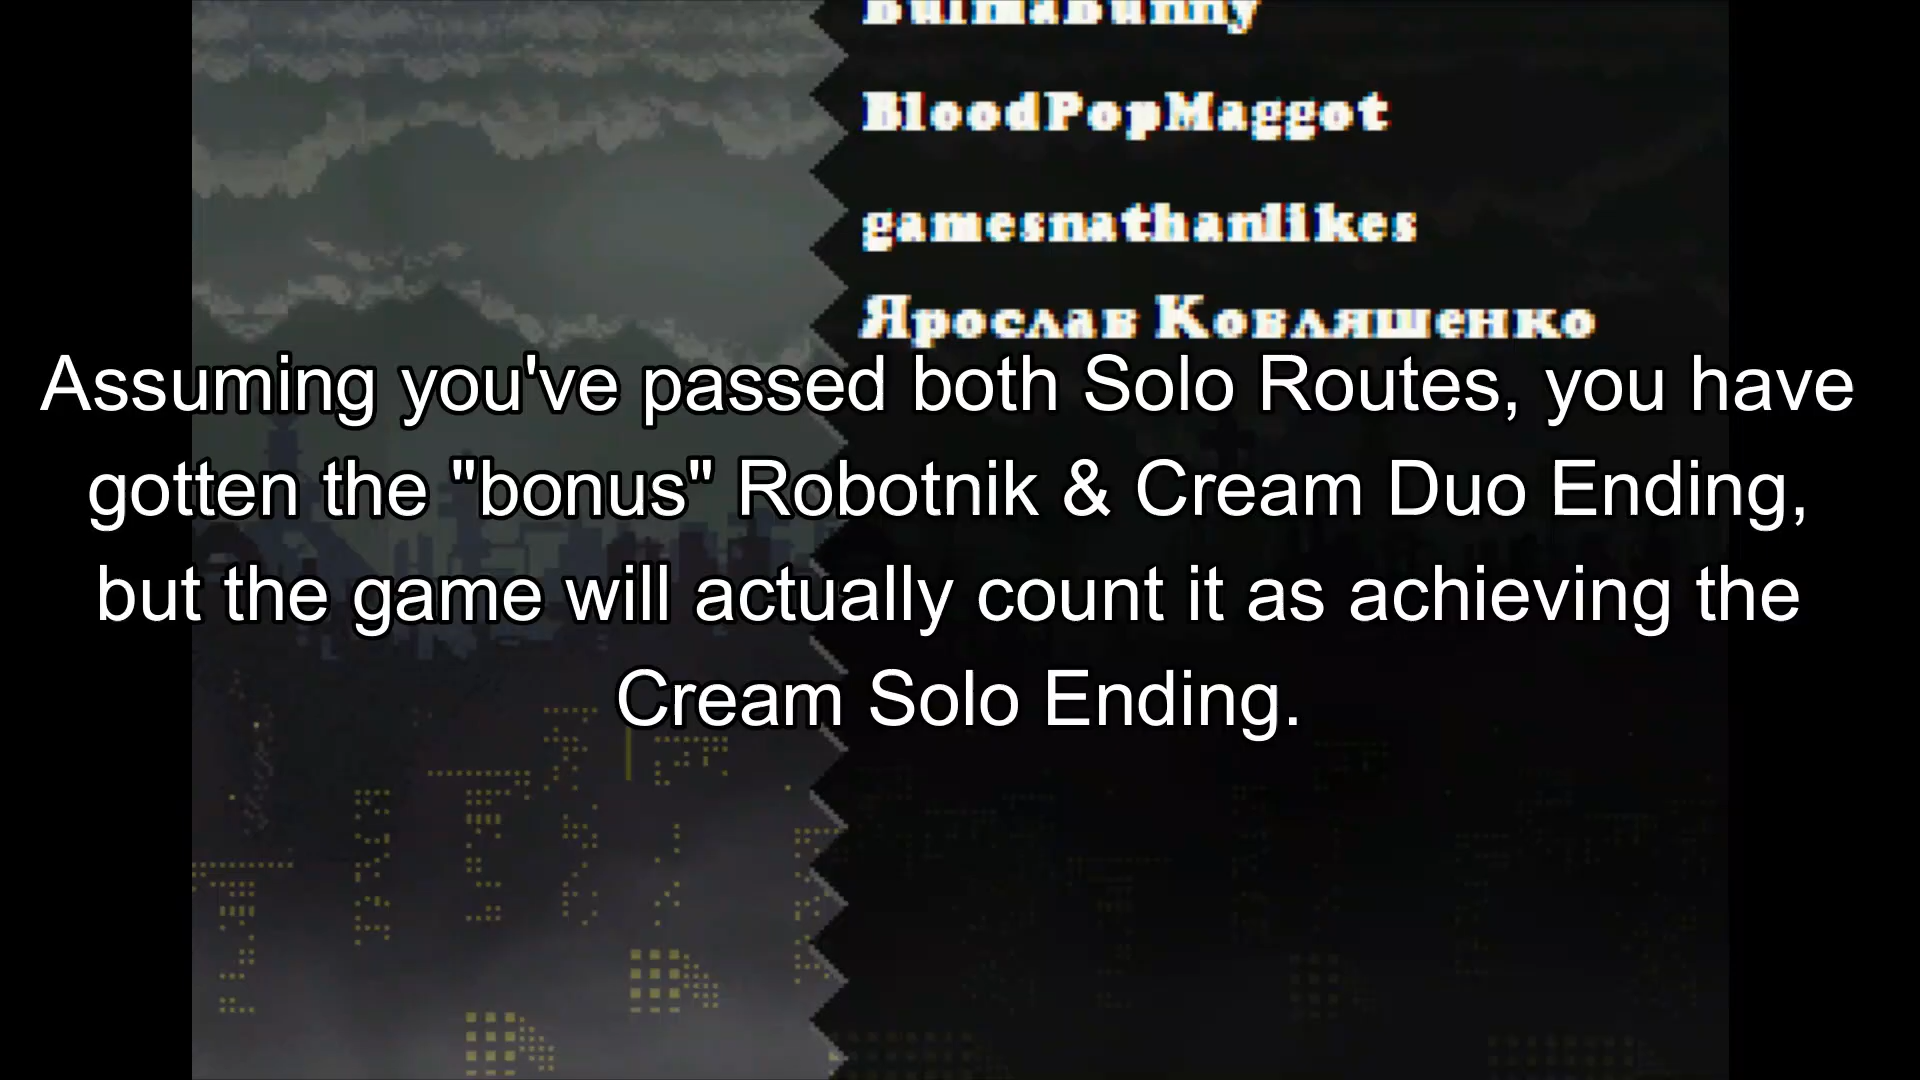 BulmaBunny
BloodPopMaggot
gamesnathanlikes
Ярослав Ковляшенко
Assuming you've passed both Solo Routes, you have
gotten the "bonus" Robotnik & Cream Duo Ending,
but the game will actually count it as achieving the
Cream Solo Ending.